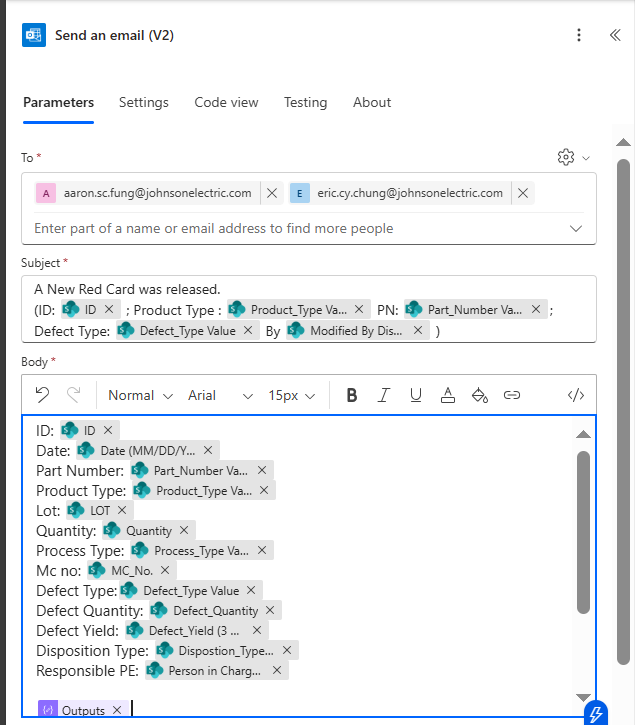 Send an email (V2)
Parameters Settings Code view Testing About
To *
A aaron.sc.fung@johnsonelectric.com E eric.cy.chung@johnsonelectric.com
Enter part of a name or email address to find more people
Subject *
A New Red Card was released.
(ID: ID ; Product Type : Product_Type Va... PN: Part_Number Va... ;
Defect Type: Defect_Type Value By Modified By Dis... )
Body *
Normal Arial 15px B I U A </>
ID: ID
Date: Date (MM/DD/Y...
Part Number: Part_Number Va...
Product Type: Product_Type Va...
Lot: LOT
Quantity: Quantity
Process Type: Process_Type Va...
Mc no: MC_No.
Defect Type: Defect_Type Value
Defect Quantity: Defect_Quantity
Defect Yield: Defect_Yield (3 ...
Disposition Type: Dispostion_Type...
Responsible PE: Person in Charg...
Outputs